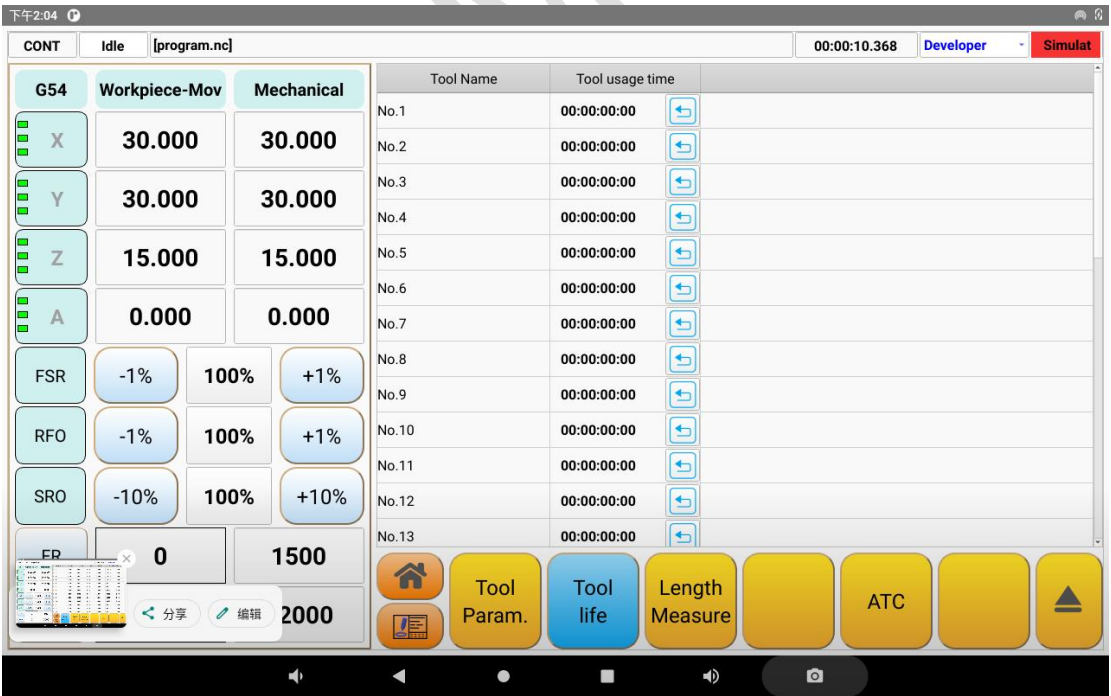 下午2:04
CONT Idle [program.nc] 00:00:10.368 Developer Simulat
G54 Workpiece-Mov Mechanical
X 30.000 30.000
Y 30.000 30.000
Z 15.000 15.000
A 0.000 0.000
FSR -1% 100% +1%
RFO -1% 100% +1%
SRO -10% 100% +10%
FR 0 1500
2000
分享 编辑
Tool Name Tool usage time
No.1 00:00:00:00
No.2 00:00:00:00
No.3 00:00:00:00
No.4 00:00:00:00
No.5 00:00:00:00
No.6 00:00:00:00
No.7 00:00:00:00
No.8 00:00:00:00
No.9 00:00:00:00
No.10 00:00:00:00
No.11 00:00:00:00
No.12 00:00:00:00
No.13 00:00:00:00
Tool Param.
Tool life
Length Measure
ATC